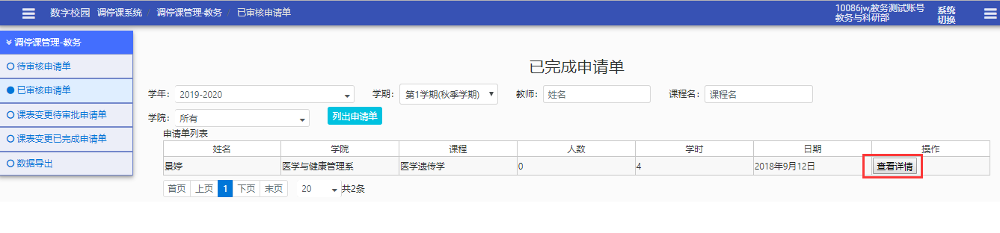 数字校园 调停课系统 / 调停课管理-教务 / 已审核申请单
10086jw,教务测试账号
教务与科研部
系统
切换
调停课管理-教务
待审核申请单
已审核申请单
课表变更待审批申请单
课表变更已完成申请单
数据导出
已完成申请单
学年: 2019-2020 学期: 第1学期(秋季学期) 教师: 姓名 课程名: 课程名
学院: 所有 列出申请单
申请单列表
姓名 学院 课程 人数 学时 日期 操作
景婷 医学与健康管理系 医学遗传学 0 4 2018年9月12日 查看详情
首页 上页 1 下页 末页 20 共2条